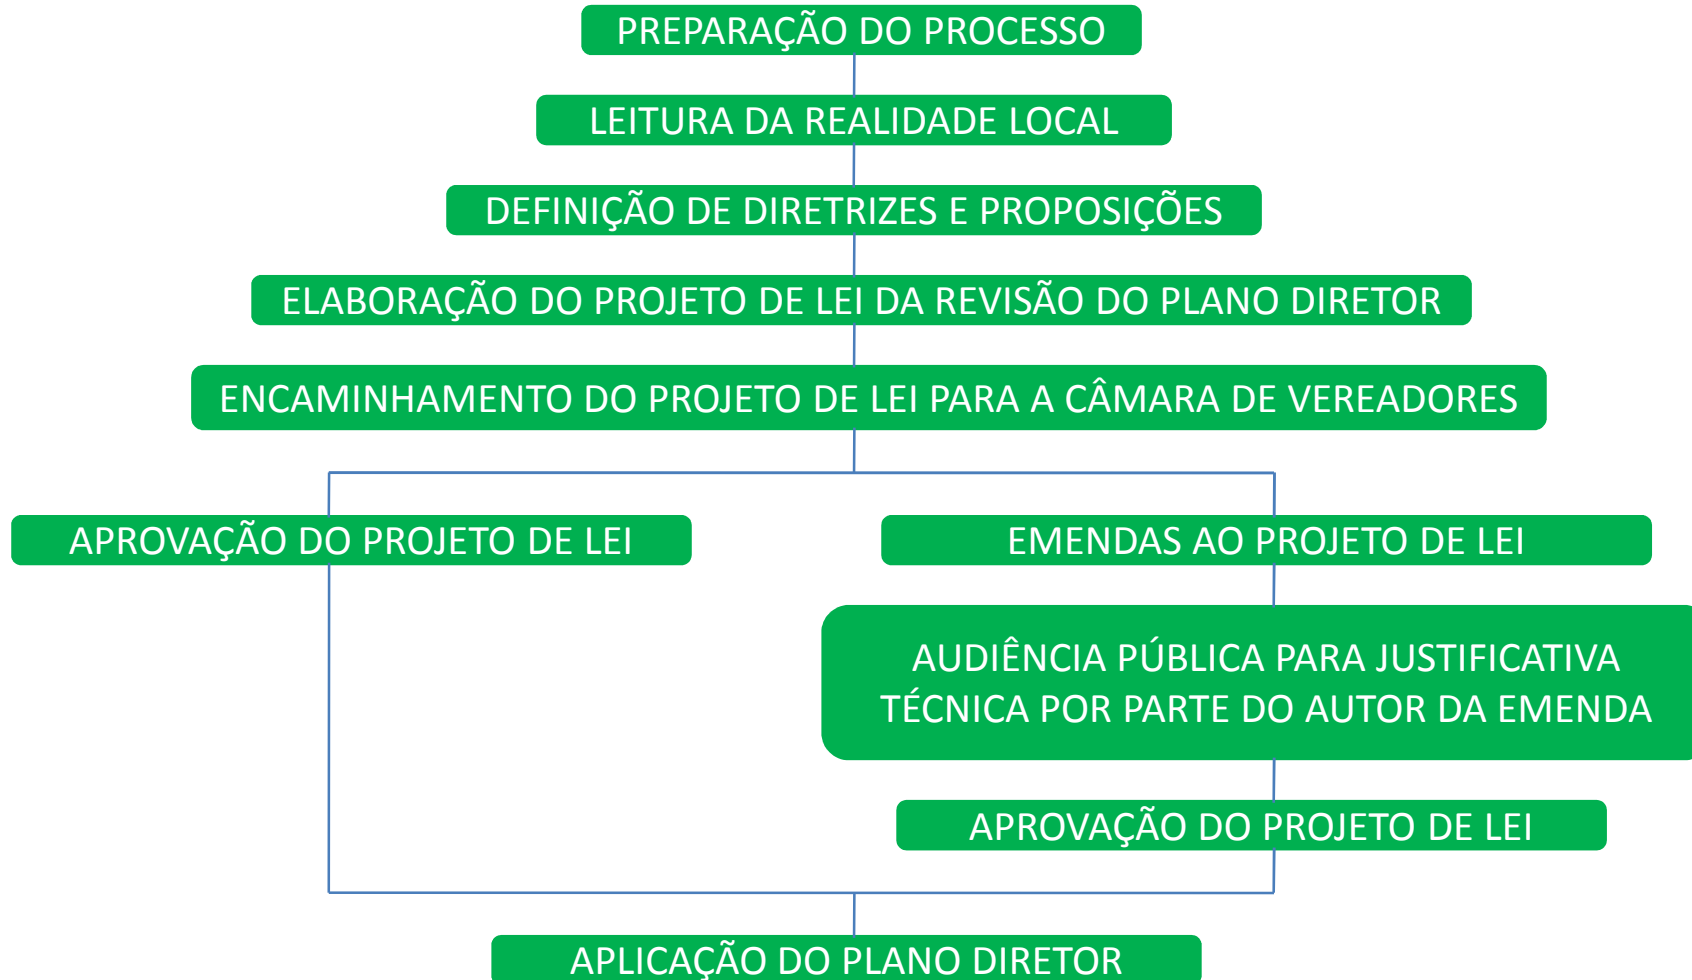 PREPARAÇÃO DO PROCESSO
LEITURA DA REALIDADE LOCAL
DEFINIÇÃO DE DIRETRIZES E PROPOSIÇÕES
ELABORAÇÃO DO PROJETO DE LEI DA REVISÃO DO PLANO DIRETOR
ENCAMINHAMENTO DO PROJETO DE LEI PARA A CÂMARA DE VEREADORES
APROVAÇÃO DO PROJETO DE LEI
EMENDAS AO PROJETO DE LEI
AUDIÊNCIA PÚBLICA PARA JUSTIFICATIVA
TÉCNICA POR PARTE DO AUTOR DA EMENDA
APROVAÇÃO DO PROJETO DE LEI
APLICAÇÃO DO PLANO DIRETOR